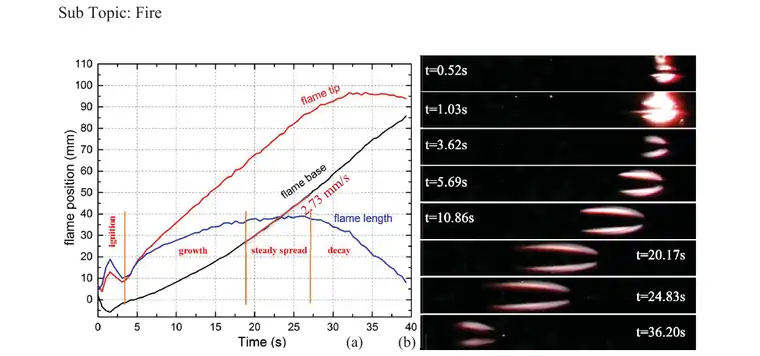 Sub Topic: Fire
110
100
90
80
70
60
50
40
30
20
10
0
flame position (mm)
flame tip
flame base
2.73 mm/s
flame length
ignition
growth
steady spread
decay
0 5 10 15 20 25 30 35 40
Time (s)
(a)
(b)
t=0.52s
t=1.03s
t=3.62s
t=5.69s
t=10.86s
t=20.17s
t=24.83s
t=36.20s